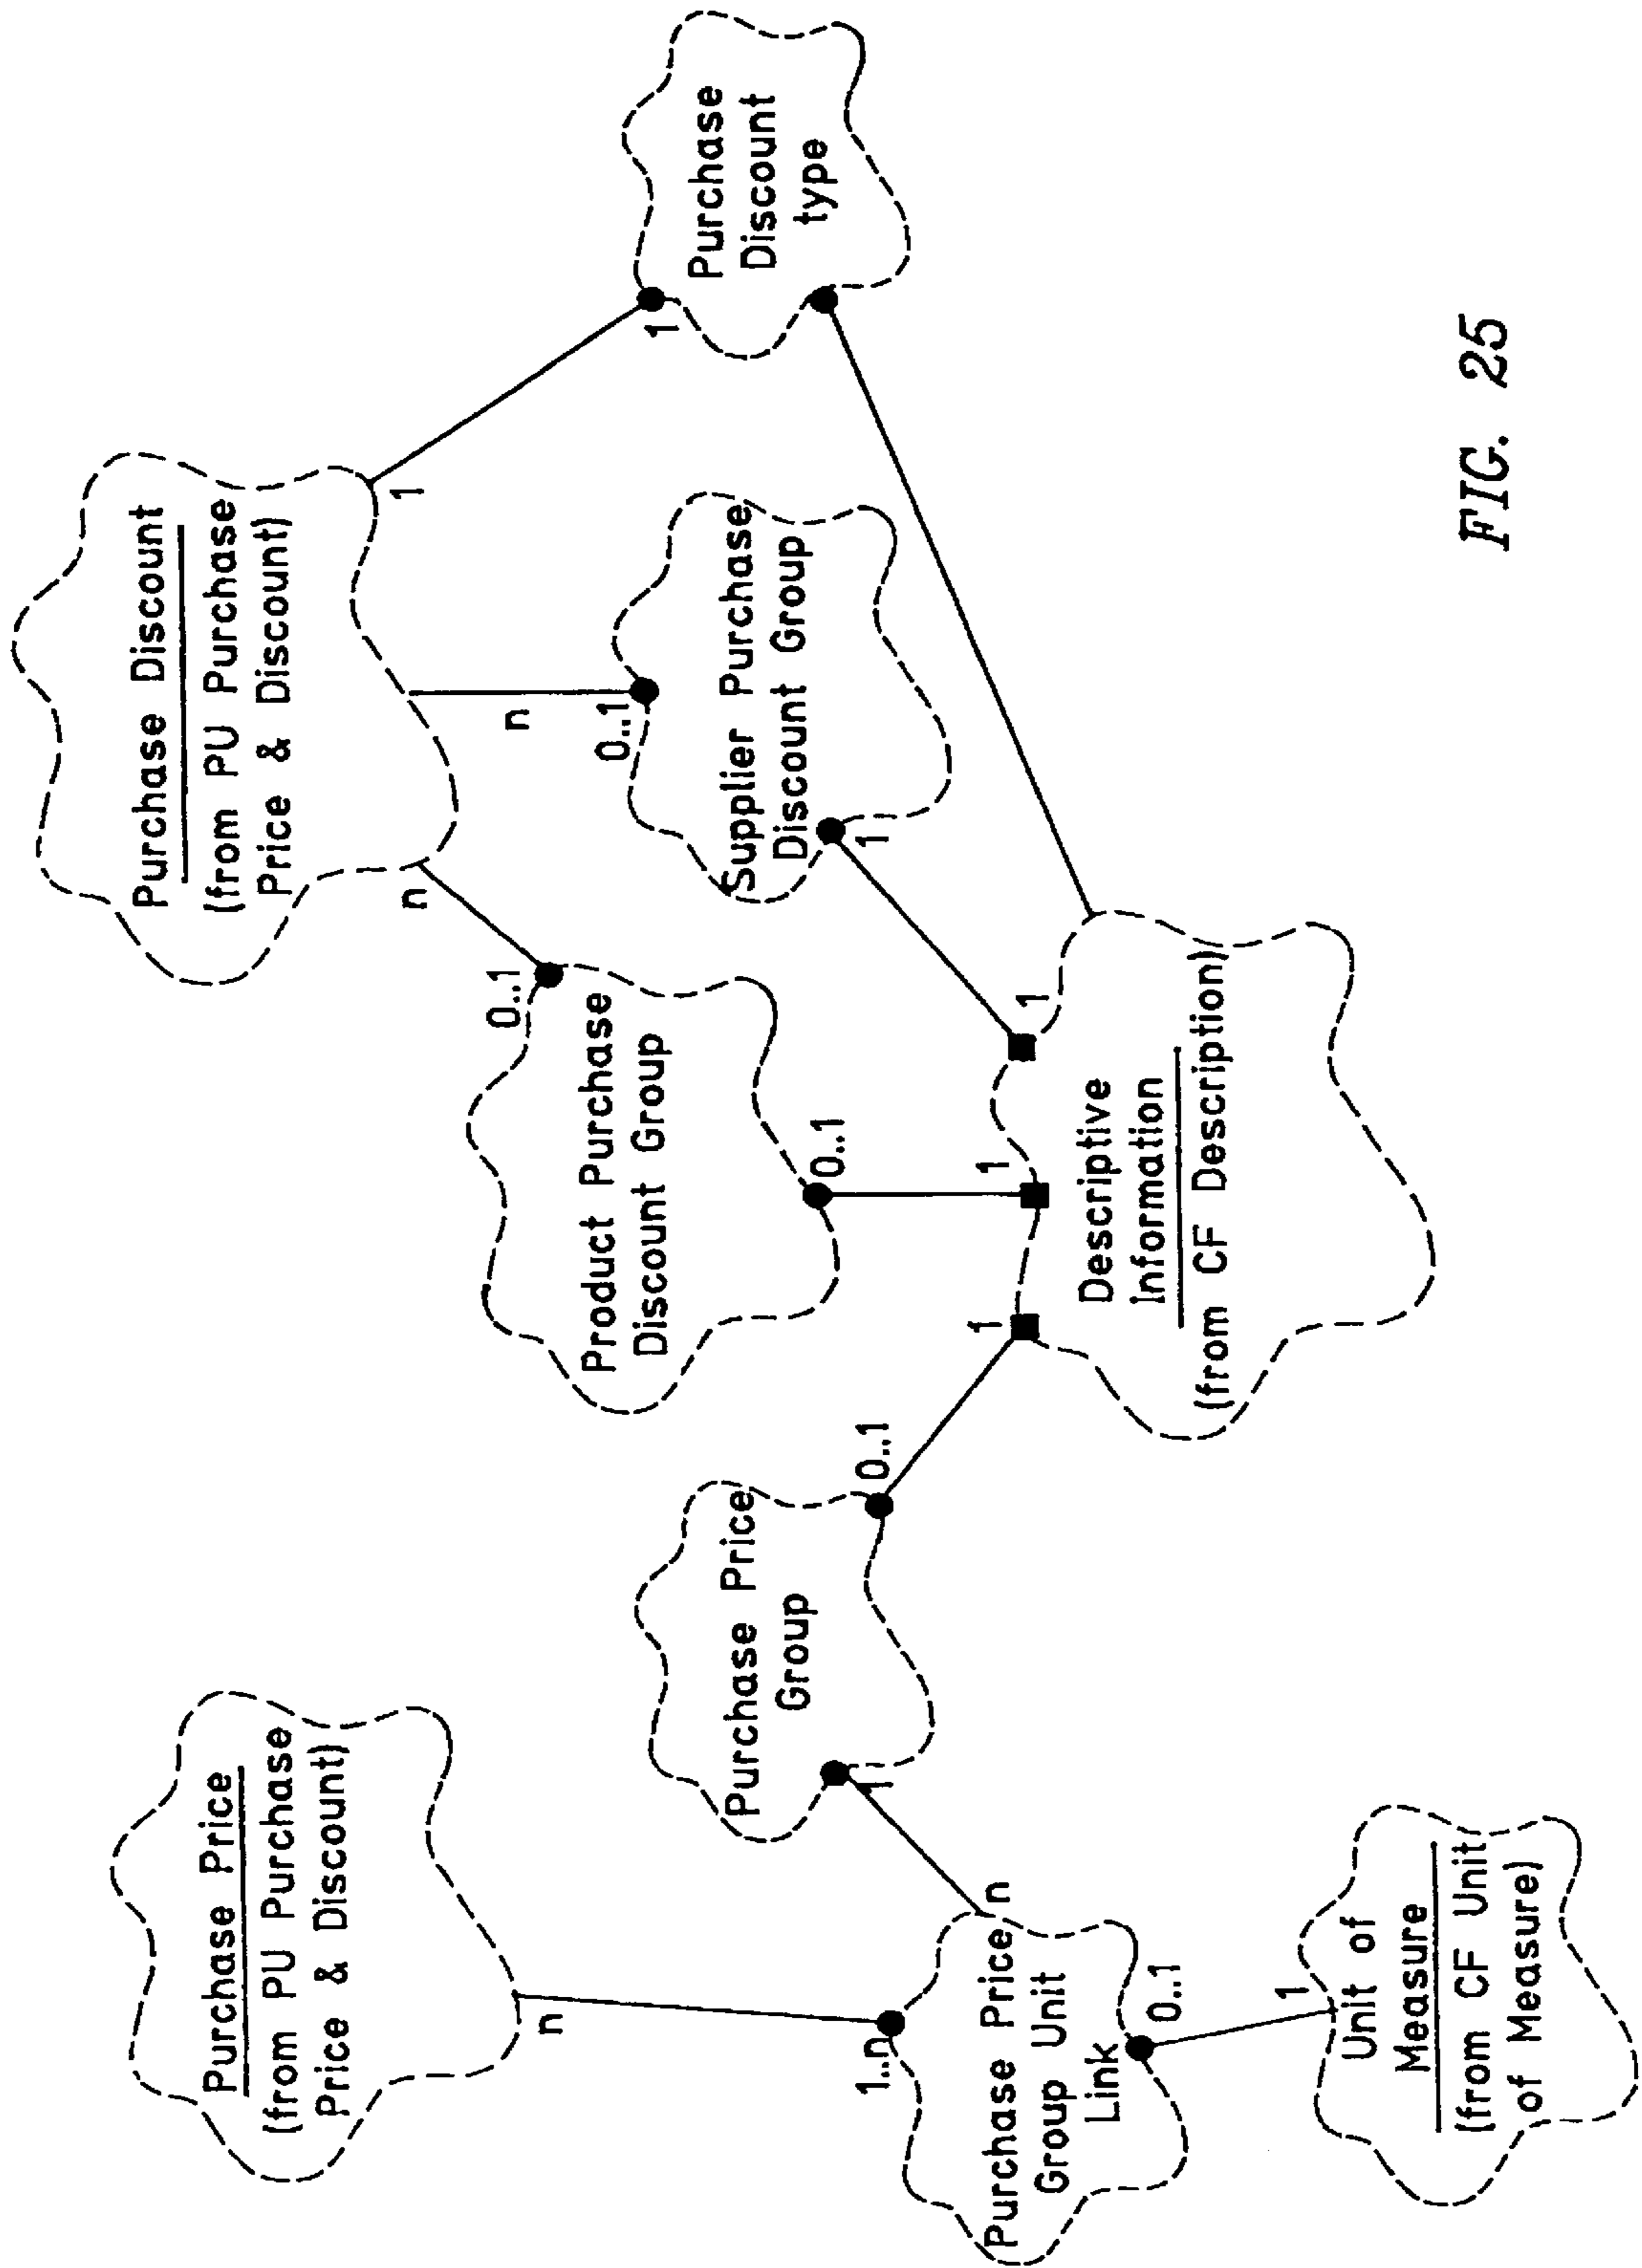 Purchase Price
(from PU Purchase
Price & Discount)
n
1..n
Purchase Price
Group Unit
Link
n
0..1
1
Unit of
Measure
(from CF Unit
of Measure)
Purchase Price
Group
1
0..1
Purchase Discount
(from PU Purchase
Price & Discount)
n
n
1
0..1
Product Purchase
Discount Group
0..1
0..1
Supplier Purchase
Discount Group
1
1
Purchase
Discount
type
1
1
1
Descriptive
Information
(from CF Description)
FIG. 25